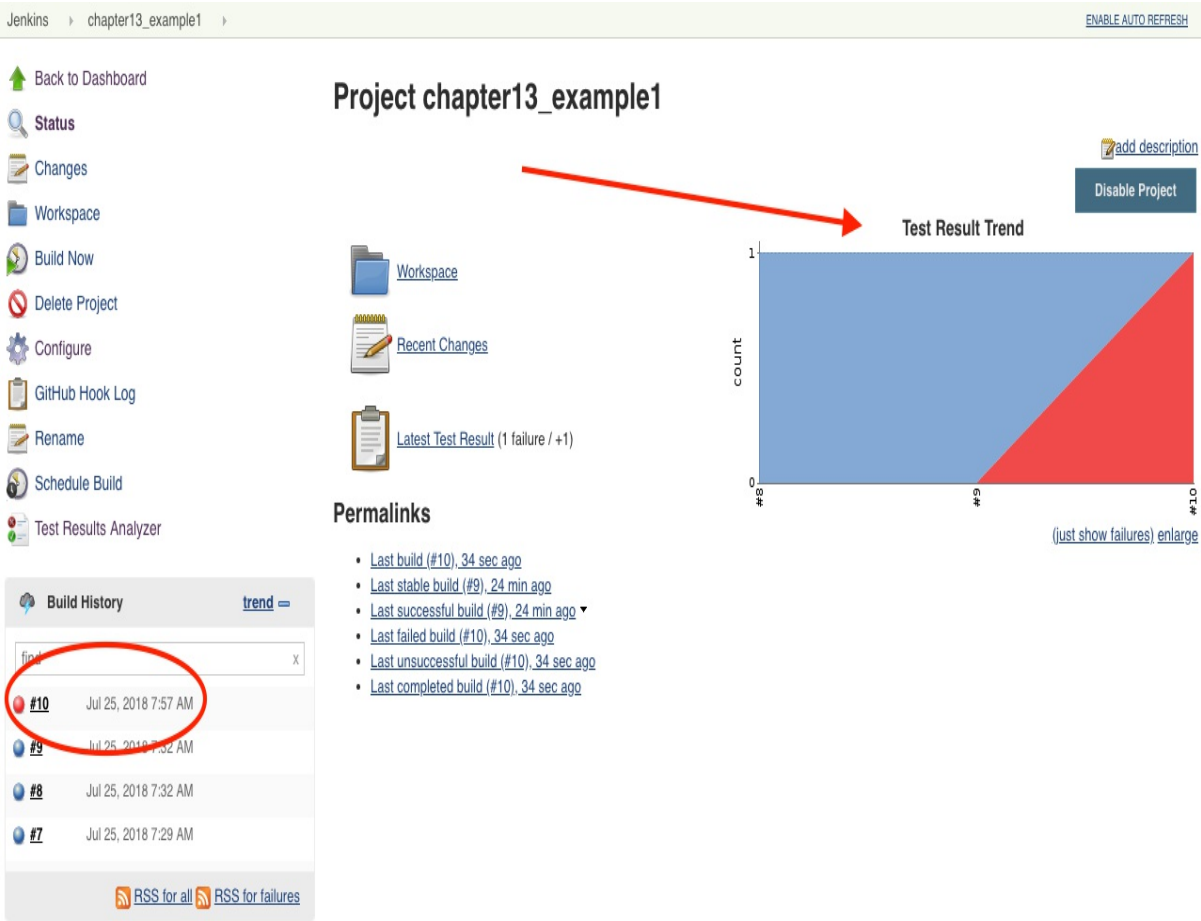 Jenkins chapter13_example1 ENABLE AUTO REFRESH
Back to Dashboard
Status
Changes
Workspace
Build Now
Delete Project
Configure
GitHub Hook Log
Rename
Schedule Build
Test Results Analyzer
Build History trend
find x
#10 Jul 25, 2018 7:57 AM
#9 Jul 25, 2018 7:32 AM
#8 Jul 25, 2018 7:32 AM
#7 Jul 25, 2018 7:29 AM
RSS for all RSS for failures
Project chapter13_example1
add description
Disable Project
Workspace
Recent Changes
Latest Test Result (1 failure / +1)
Test Result Trend
1
count
0
#8
#9
#10
(just show failures) enlarge
Permalinks
Last build (#10), 34 sec ago
Last stable build (#9), 24 min ago
Last successful build (#9), 24 min ago
Last failed build (#10), 34 sec ago
Last unsuccessful build (#10), 34 sec ago
Last completed build (#10), 34 sec ago